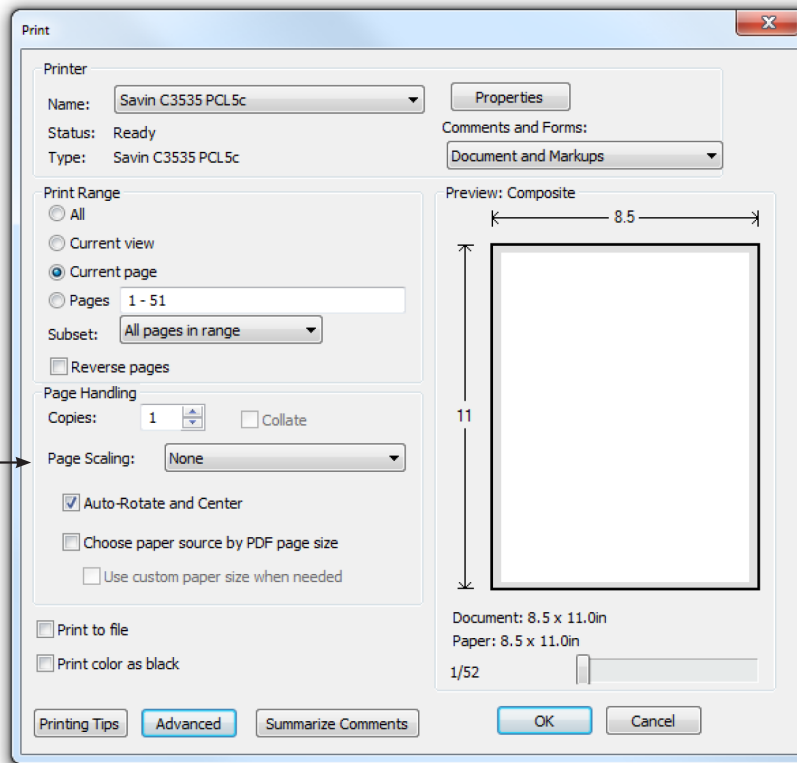 Print
Printer
Name: Savin C3535 PCL5c Properties
Status: Ready Comments and Forms:
Type: Savin C3535 PCL5c Document and Markups
Print Range
All
Current view
Current page
Pages 1 - 51
Subset: All pages in range
Reverse pages
Page Handling
Copies: 1 Collate
Page Scaling: None
Auto-Rotate and Center
Choose paper source by PDF page size
Use custom paper size when needed
Print to file
Print color as black
Preview: Composite
8.5
11
Document: 8.5 x 11.0in
Paper: 8.5 x 11.0in
1/52
Printing Tips Advanced Summarize Comments OK Cancel